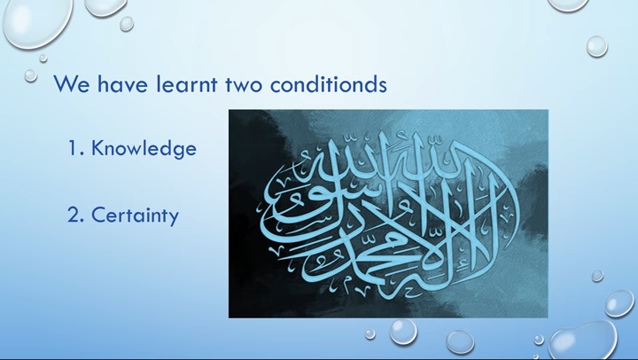 We have learnt two conditionds
1. Knowledge
2. Certainty
لا إله إلا الله محمد رسول الله